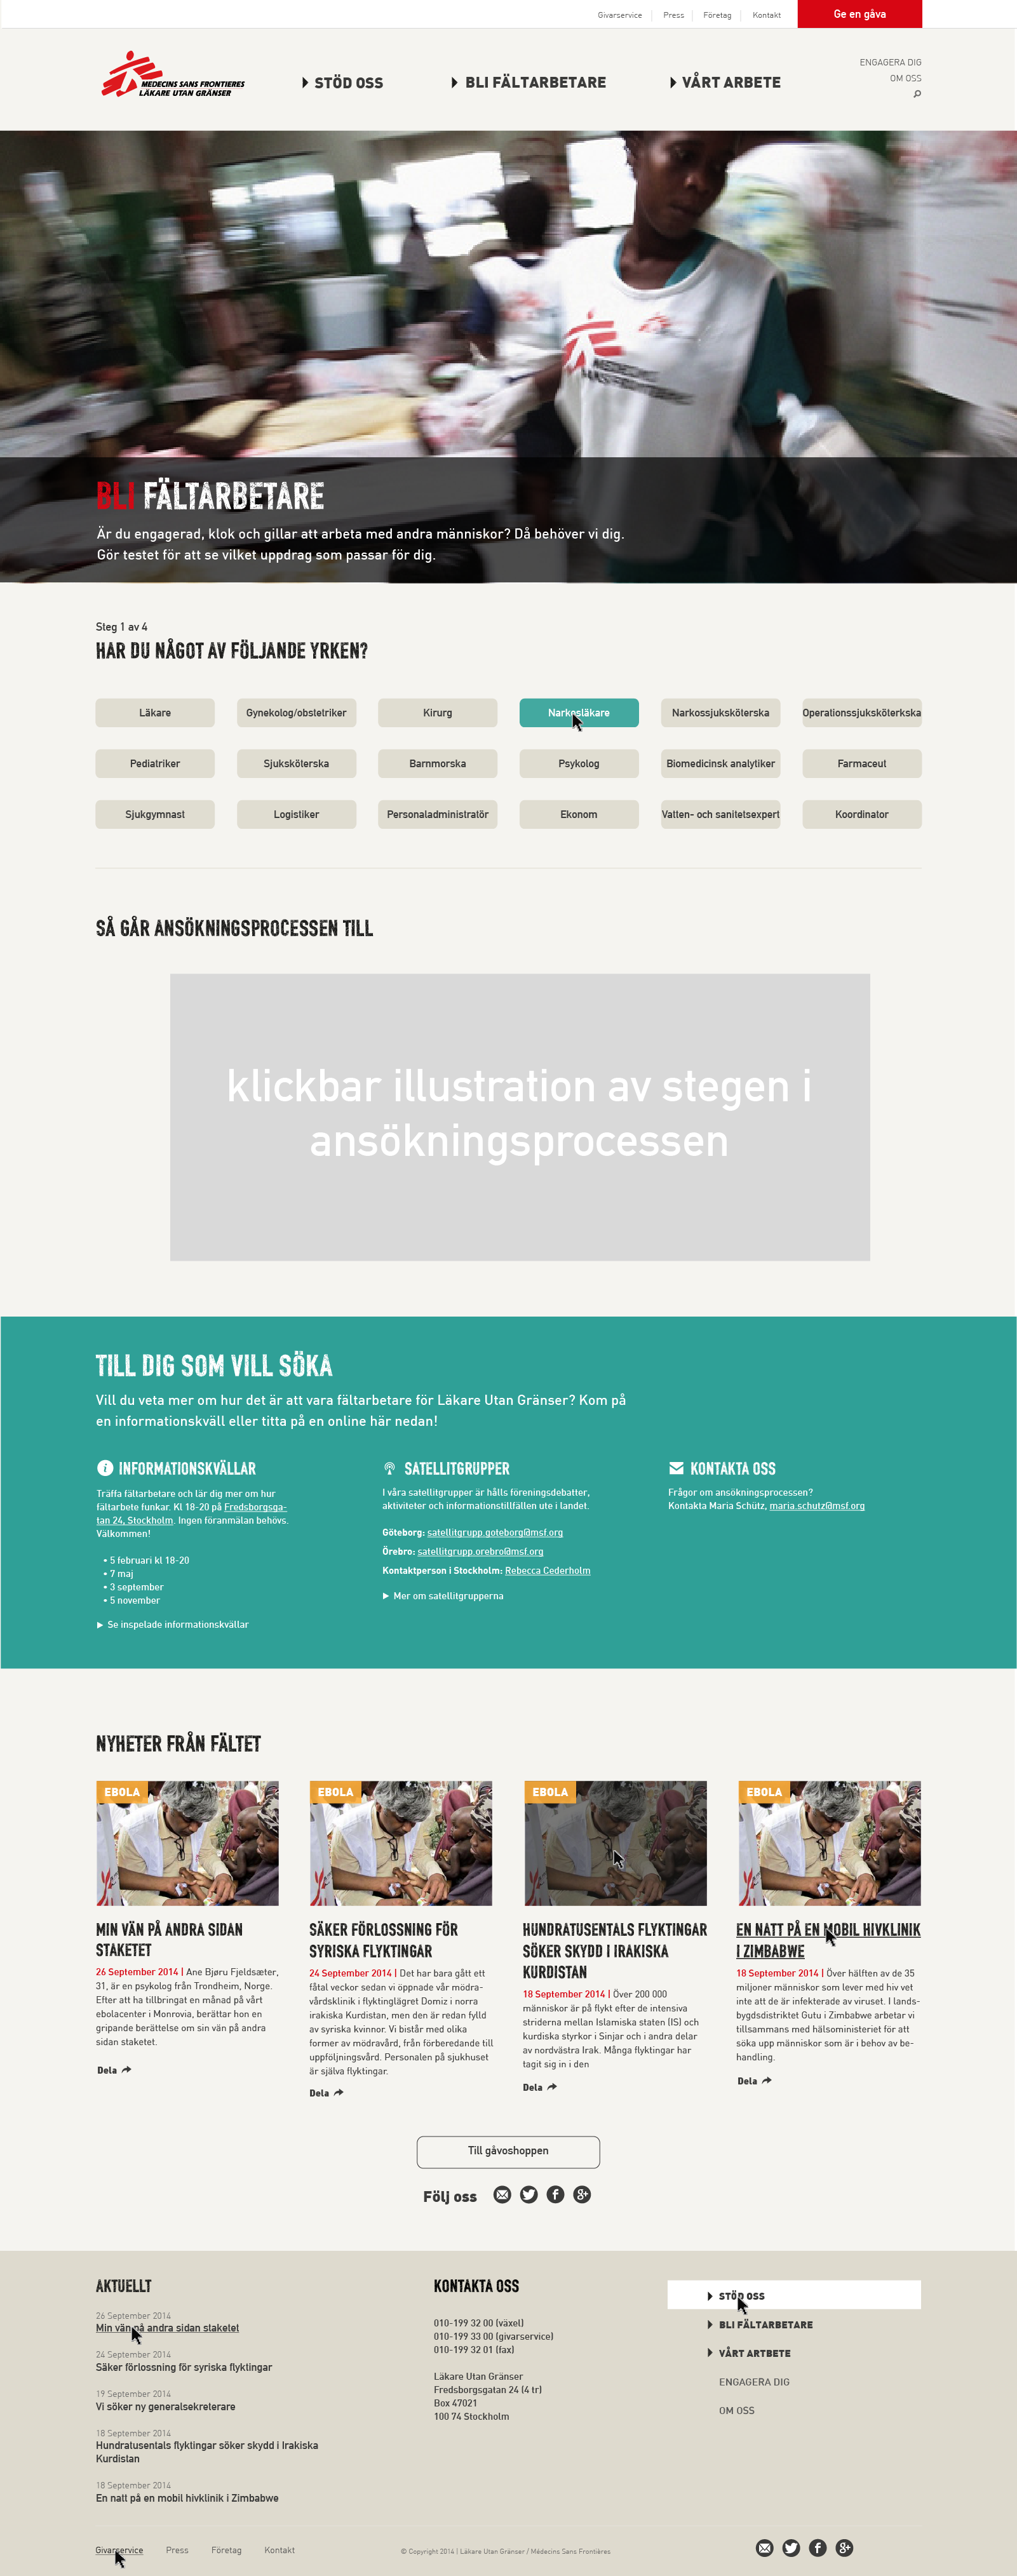 Givarservice
Press
Företag
Kontakt
Ge en gåva
MEDECINS SANS FRONTIERES
LÄKARE UTAN GRÄNSER
STÖD OSS
BLI FÄLTARBETARE
VÅRT ARBETE
ENGAGERA DIG
OM OSS
BLI FÄLTARBETARE
Är du engagerad, klok och gillar att arbeta med andra människor? Då behöver vi dig.
Gör testet för att se vilket uppdrag som passar för dig.
Steg 1 av 4
HAR DU NÅGOT AV FÖLJANDE YRKEN?
Läkare
Gynekolog/obstetriker
Kirurg
Narkosläkare
Narkossjuksköterska
Operationssjukskökerkska
Pediatriker
Sjuksköterska
Barnmorska
Psykolog
Biomedicinsk analytiker
Farmaceut
Sjukgymnast
Logistiker
Personaladministratör
Ekonom
Vatten- och sanitetsexpert
Koordinator
SÅ GÅR ANSÖKNINGSPROCESSEN TILL
klickbar illustration av stegen i
ansökningsprocessen
TILL DIG SOM VILL SÖKA
Vill du veta mer om hur det är att vara fältarbetare för Läkare Utan Gränser? Kom på
en informationskväll eller titta på en online här nedan!
INFORMATIONSKVÄLLAR
Träffa fältarbetare och lär dig mer om hur
fältarbete funkar. Kl 18-20 på Fredsborgsga-
tan 24, Stockholm. Ingen föranmälan behövs.
Välkommen!
• 5 februari kl 18-20
• 7 maj
• 3 september
• 5 november
Se inspelade informationskvällar
SATELLITGRUPPER
I våra satellitgrupper är hålls föreningsdebatter,
aktiviteter och informationstillfällen ute i landet.
Göteborg: satellitgrupp.goteborg@msf.org
Örebro: satellitgrupp.orebro@msf.org
Kontaktperson i Stockholm: Rebecca Cederholm
Mer om satellitgrupperna
KONTAKTA OSS
Frågor om ansökningsprocessen?
Kontakta Maria Schütz, maria.schutz@msf.org
NYHETER FRÅN FÄLTET
EBOLA
EBOLA
EBOLA
EBOLA
MIN VÄN PÅ ANDRA SIDAN
STAKETET
26 September 2014 | Ane Bjøru Fjeldsæter,
31, är en psykolog från Trondheim, Norge.
Efter att ha tillbringat en månad på vårt
ebolacenter i Monrovia, berättar hon en
gripande berättelse om sin vän på andra
sidan staketet.
Dela
SÄKER FÖRLOSSNING FÖR
SYRISKA FLYKTINGAR
24 September 2014 | Det har bara gått ett
fåtal veckor sedan vi öppnade vår mödra-
vårdsklinik i flyktinglägret Domiz i norra
irakiska Kurdistan, men den är redan fylld
av syriska kvinnor. Vi bistår med olika
former av mödravård, från förberedande till
uppföljningsvård. Personalen på sjukhuset
är själva flyktingar.
Dela
HUNDRATUSENTALS FLYKTINGAR
SÖKER SKYDD I IRAKISKA
KURDISTAN
18 September 2014 | Över 200 000
människor är på flykt efter de intensiva
striderna mellan Islamiska staten (IS) och
kurdiska styrkor i Sinjar och i andra delar
av nordvästra Irak. Många flyktingar har
tagit sig in i den
Dela
EN NATT PÅ EN MOBIL HIVKLINIK
I ZIMBABWE
18 September 2014 | Över hälften av de 35
miljoner människor som lever med hiv vet
inte att de är infekterade av viruset. I lands-
bygdsdistriktet Gutu i Zimbabwe arbetar vi
tillsammans med hälsoministeriet för att
söka upp människor som är i behov av be-
handling.
Dela
Till gåvoshoppen
Följ oss
AKTUELLT
26 September 2014
Min vän på andra sidan staketet
24 September 2014
Säker förlossning för syriska flyktingar
19 September 2014
Vi söker ny generalsekreterare
18 September 2014
Hundratusentals flyktingar söker skydd i Irakiska
Kurdistan
18 September 2014
En natt på en mobil hivklinik i Zimbabwe
KONTAKTA OSS
010-199 32 00 (växel)
010-199 33 00 (givarservice)
010-199 32 01 (fax)
Läkare Utan Gränser
Fredsborgsgatan 24 (4 tr)
Box 47021
100 74 Stockholm
STÖD OSS
BLI FÄLTARBETARE
VÅRT ARTBETE
ENGAGERA DIG
OM OSS
Givarservice
Press
Företag
Kontakt
© Copyright 2014 | Läkare Utan Gränser / Médecins Sans Frontières